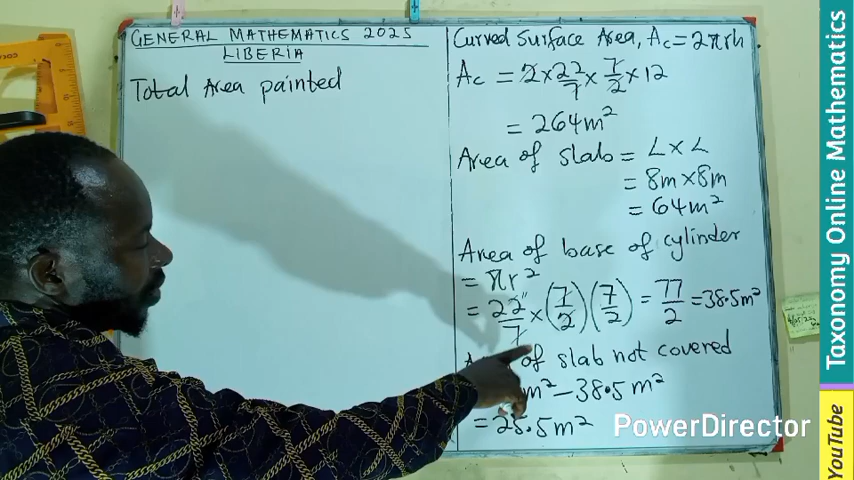 GENERAL MATHEMATICS 2025
LIBERIA
Total Area painted
Curved Surface Area, Ac = 2πrh
Ac = 2 × 22/7 × 7/2 × 12
= 264m²
Area of slab = L × L
= 8m × 8m
= 64m²
Area of base of cylinder
= πr²
= 22/7 × (7/2)(7/2) = 77/2 = 38.5m²
of slab not covered
m² − 38.5m²
= 25.5m²
PowerDirector
Taxonomy Online Mathematics
YouTube